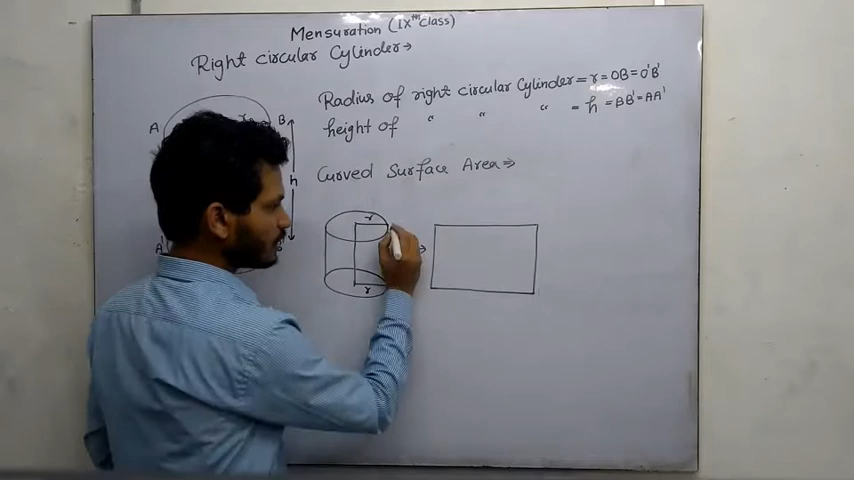 Mensuration (IXth Class)
Right circular Cylinder→
Radius of right circular Cylinder = r = OB = O'B'
height of " " " = h = BB' = AA'
Curved Surface Area ⇒
A B
r
h
A'
B'
r
r